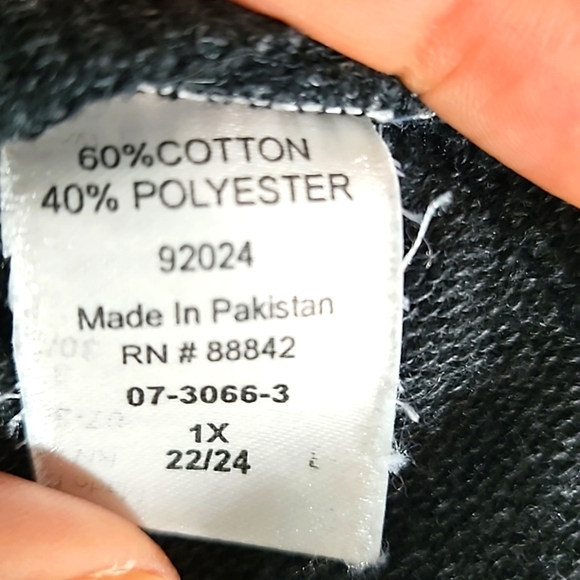 60%COTTON
40% POLYESTER
92024
Made In Pakistan
RN # 88842
07-3066-3
1X
22/24